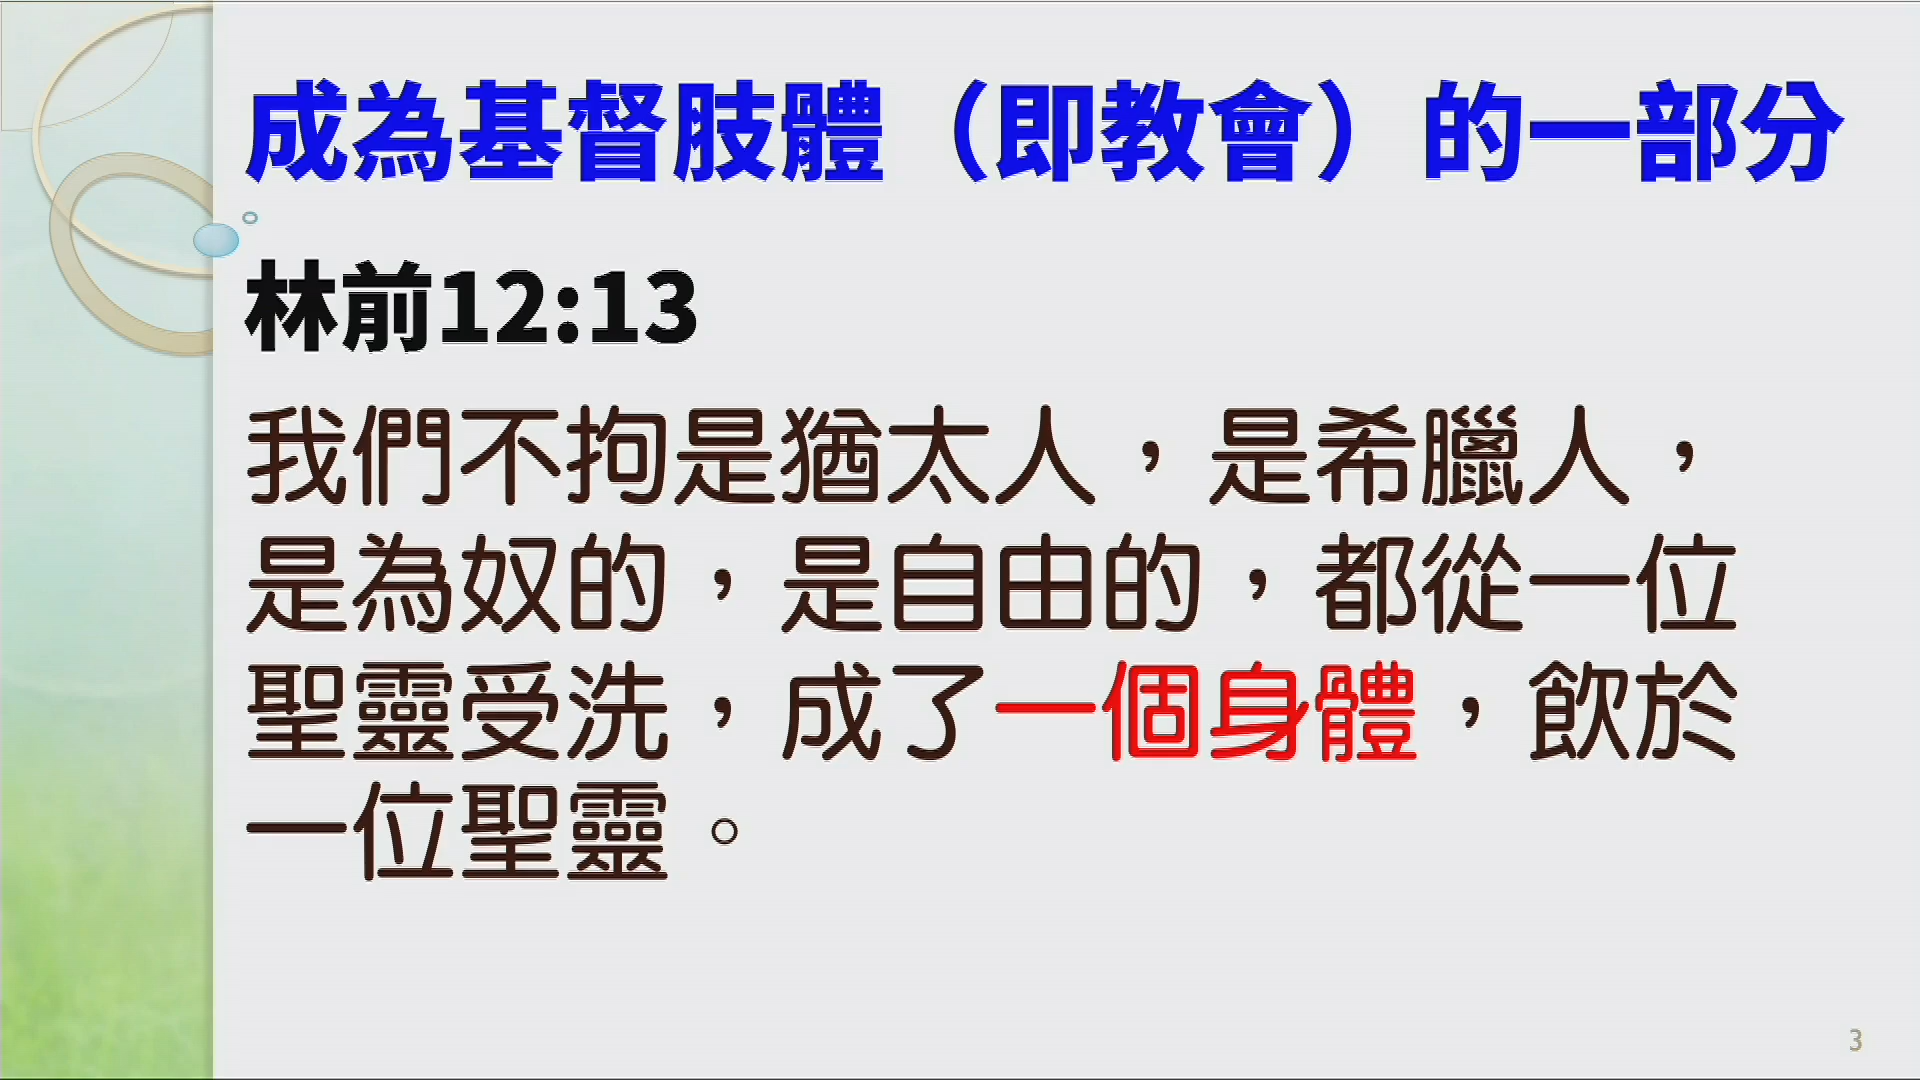 成為基督肢體（即教會）的一部分
林前12:13
我們不拘是猶太人，是希臘人，
是為奴的，是自由的，都從一位
聖靈受洗，成了一個身體，飲於
一位聖靈。
3